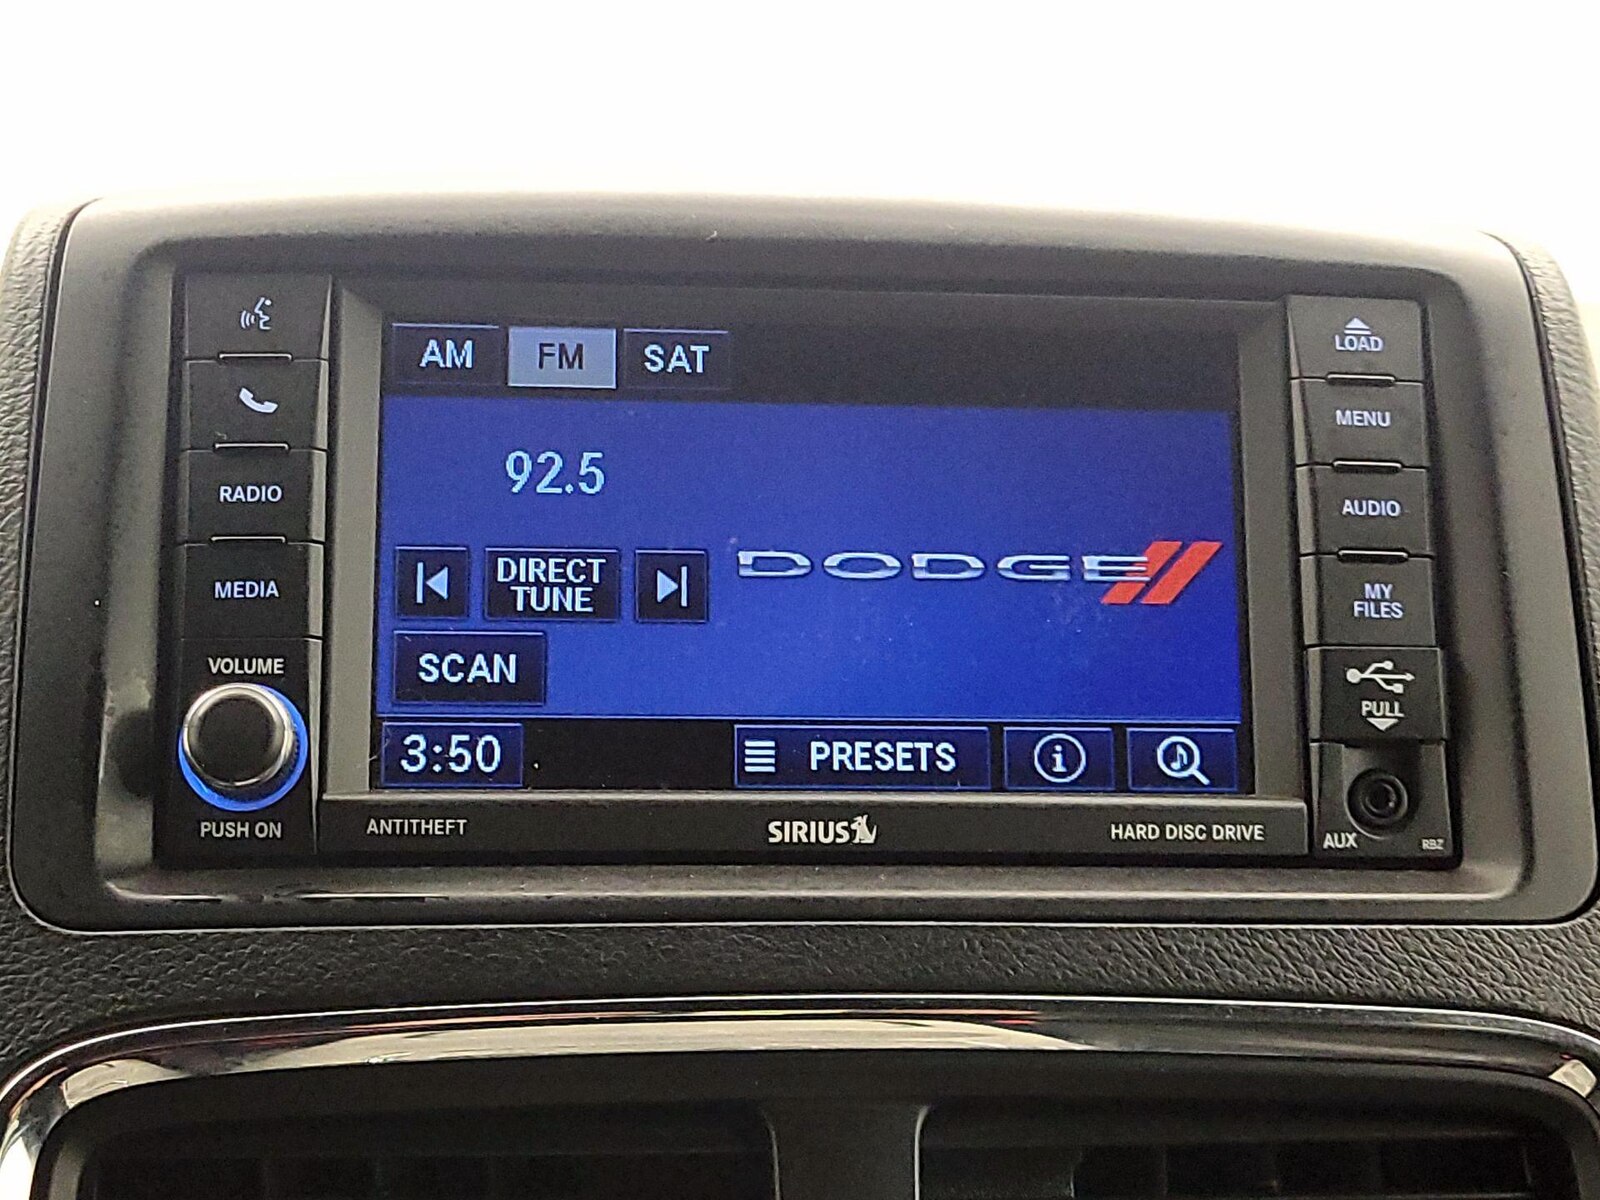 AM FM SAT
92.5
DIRECT
TUNE
SCAN
DODGE
3:50
PRESETS
i
RADIO
MEDIA
VOLUME
PUSH ON
LOAD
MENU
AUDIO
MY
FILES
PULL
AUX
RBZ
ANTITHEFT
SIRIUS
HARD DISC DRIVE